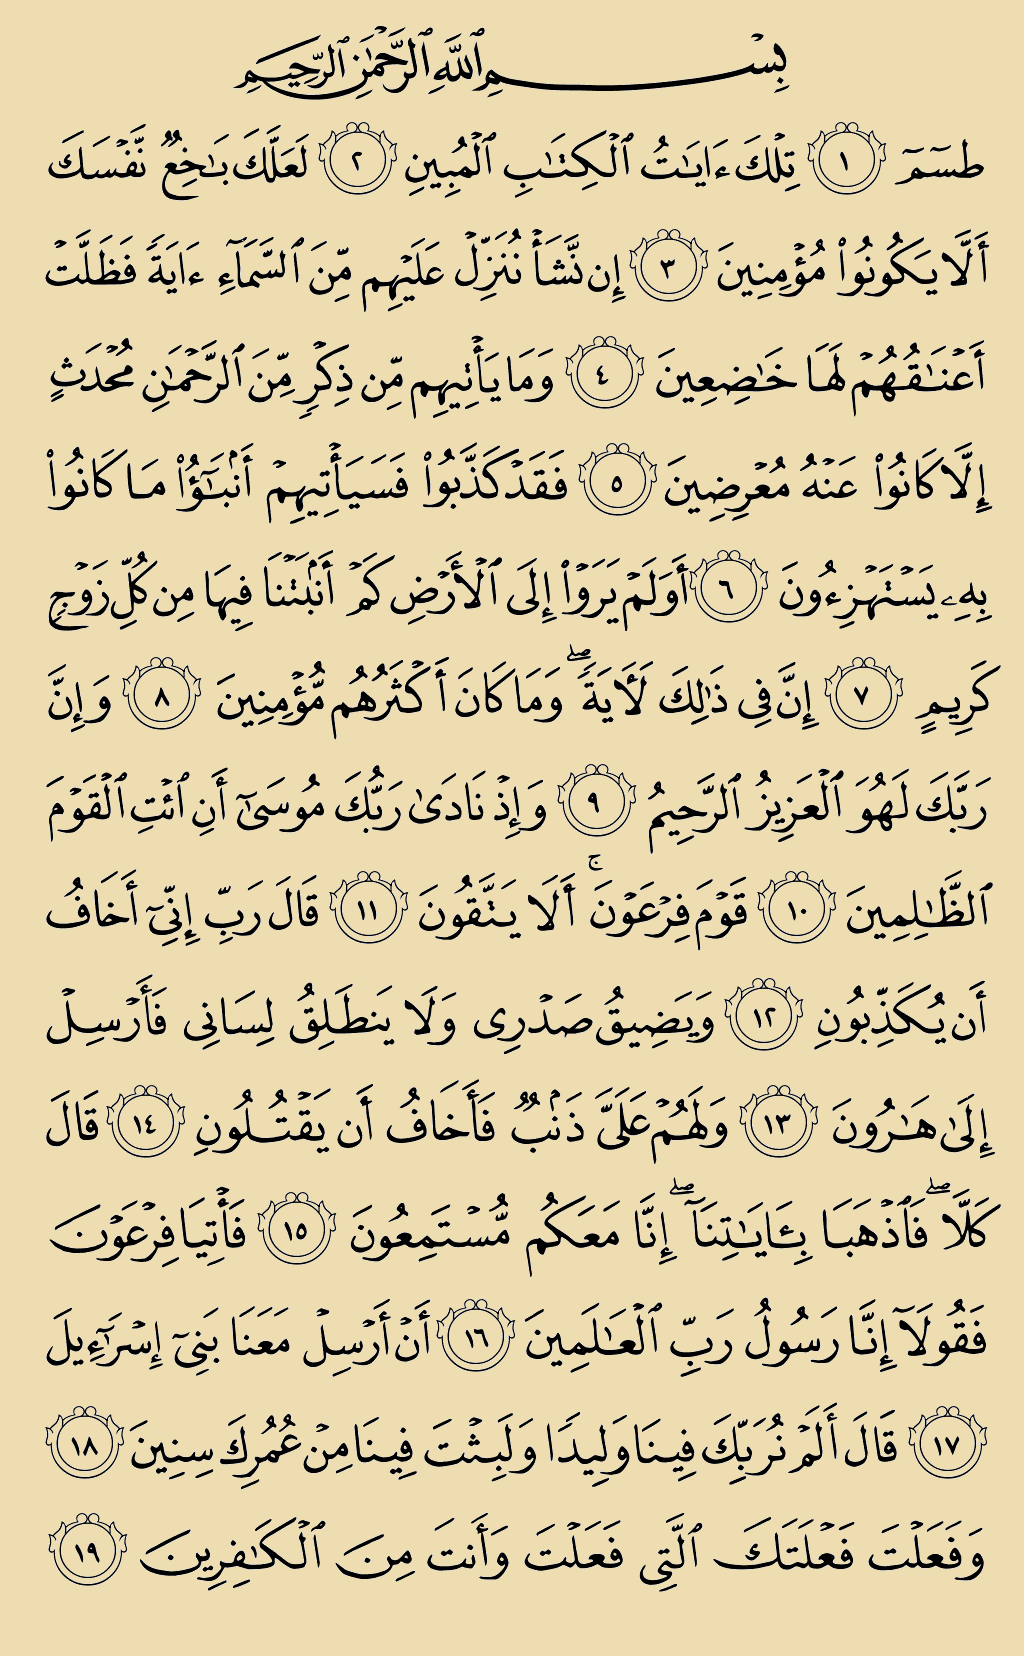 بِسْمِ ٱللَّهِ ٱلرَّحْمَٰنِ ٱلرَّحِيمِ
طسٓمٓ ١ تِلْكَ ءَايَٰتُ ٱلْكِتَٰبِ ٱلْمُبِينِ ٢ لَعَلَّكَ بَٰخِعٌ نَّفْسَكَ
أَلَّا يَكُونُوا۟ مُؤْمِنِينَ ٣ إِن نَّشَأْ نُنَزِّلْ عَلَيْهِم مِّنَ ٱلسَّمَآءِ ءَايَةً فَظَلَّتْ
أَعْنَٰقُهُمْ لَهَا خَٰضِعِينَ ٤ وَمَا يَأْتِيهِم مِّن ذِكْرٍ مِّنَ ٱلرَّحْمَٰنِ مُحْدَثٍ
إِلَّا كَانُوا۟ عَنْهُ مُعْرِضِينَ ٥ فَقَدْ كَذَّبُوا۟ فَسَيَأْتِيهِمْ أَنۢبَٰٓؤُا۟ مَا كَانُوا۟
بِهِۦ يَسْتَهْزِءُونَ ٦ أَوَلَمْ يَرَوْا۟ إِلَى ٱلْأَرْضِ كَمْ أَنۢبَتْنَا فِيهَا مِن كُلِّ زَوْجٍ
كَرِيمٍ ٧ إِنَّ فِى ذَٰلِكَ لَـَٔايَةً ۖ وَمَا كَانَ أَكْثَرُهُم مُّؤْمِنِينَ ٨ وَإِنَّ
رَبَّكَ لَهُوَ ٱلْعَزِيزُ ٱلرَّحِيمُ ٩ وَإِذْ نَادَىٰ رَبُّكَ مُوسَىٰٓ أَنِ ٱئْتِ ٱلْقَوْمَ
ٱلظَّٰلِمِينَ ١٠ قَوْمَ فِرْعَوْنَ ۚ أَلَا يَتَّقُونَ ١١ قَالَ رَبِّ إِنِّىٓ أَخَافُ
أَن يُكَذِّبُونِ ١٢ وَيَضِيقُ صَدْرِى وَلَا يَنطَلِقُ لِسَانِى فَأَرْسِلْ
إِلَىٰ هَٰرُونَ ١٣ وَلَهُمْ عَلَىَّ ذَنۢبٌ فَأَخَافُ أَن يَقْتُلُونِ ١٤ قَالَ
كَلَّا ۖ فَٱذْهَبَا بِـَٔايَٰتِنَآ ۖ إِنَّا مَعَكُم مُّسْتَمِعُونَ ١٥ فَأْتِيَا فِرْعَوْنَ
فَقُولَآ إِنَّا رَسُولُ رَبِّ ٱلْعَٰلَمِينَ ١٦ أَنْ أَرْسِلْ مَعَنَا بَنِىٓ إِسْرَٰٓءِيلَ
١٧ قَالَ أَلَمْ نُرَبِّكَ فِينَا وَلِيدًا وَلَبِثْتَ فِينَا مِنْ عُمُرِكَ سِنِينَ ١٨
وَفَعَلْتَ فَعْلَتَكَ ٱلَّتِى فَعَلْتَ وَأَنتَ مِنَ ٱلْكَٰفِرِينَ ١٩